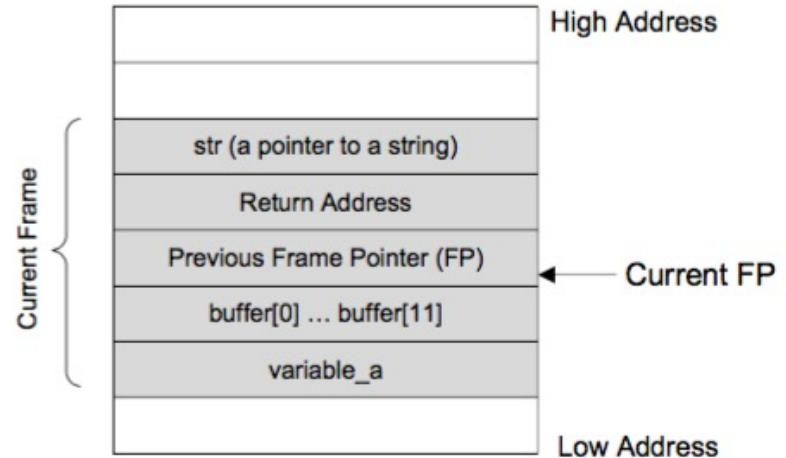 High Address
str (a pointer to a string)
Return Address
Previous Frame Pointer (FP)
Current FP
buffer[0] ... buffer[11]
variable_a
Current Frame
Low Address